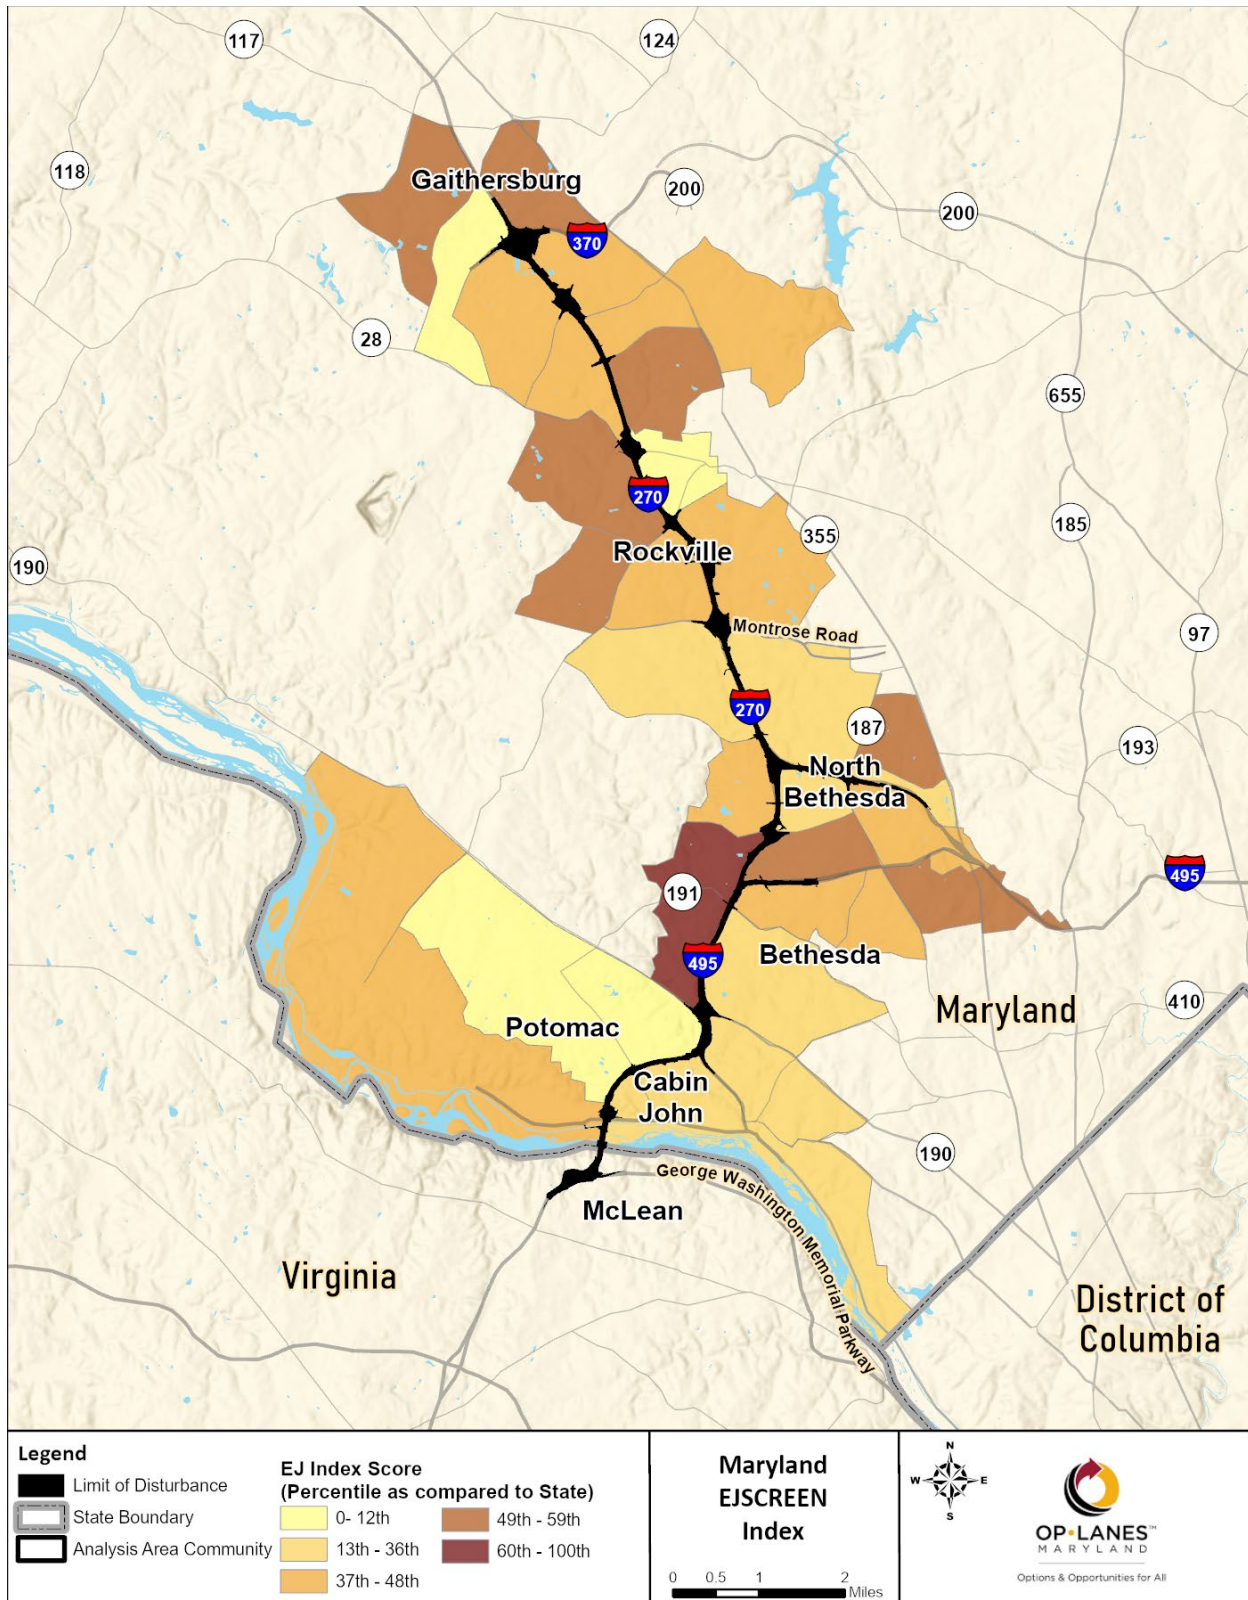 117
124
118
200
Gaithersburg
200
370
28
655
270
355
185
Rockville
190
Montrose Road
97
270
187
193
North
Bethesda
495
191
Bethesda
495
410
Maryland
Potomac
Cabin
John
190
George Washington Memorial Parkway
McLean
Virginia
District of
Columbia
Legend
Limit of Disturbance
State Boundary
Analysis Area Community
EJ Index Score
(Percentile as compared to State)
0- 12th
13th - 36th
37th - 48th
49th - 59th
60th - 100th
Maryland
EJSCREEN
Index
0 0.5 1 2
Miles
N
W E
S
OP•LANES™
MARYLAND
Options & Opportunities for All